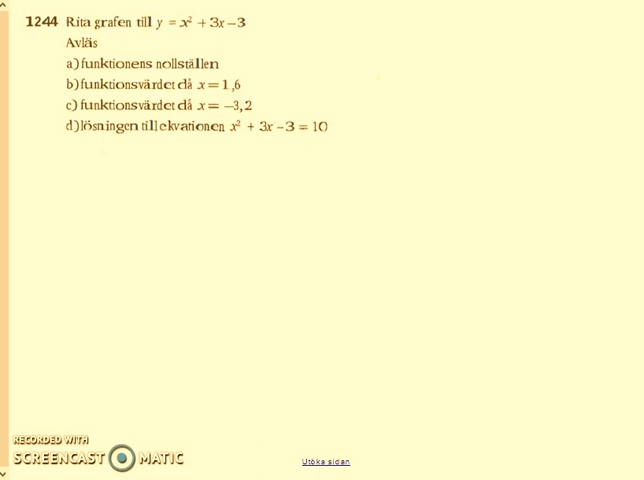 1244 Rita grafen till y = x² + 3x – 3
Avläs
a) funktionens nollställen
b) funktionsvärdet då x = 1,6
c) funktionsvärdet då x = –3,2
d) lösningen till ekvationen x² + 3x – 3 = 10
RECORDED WITH
SCREENCAST MATIC
Utöka sidan